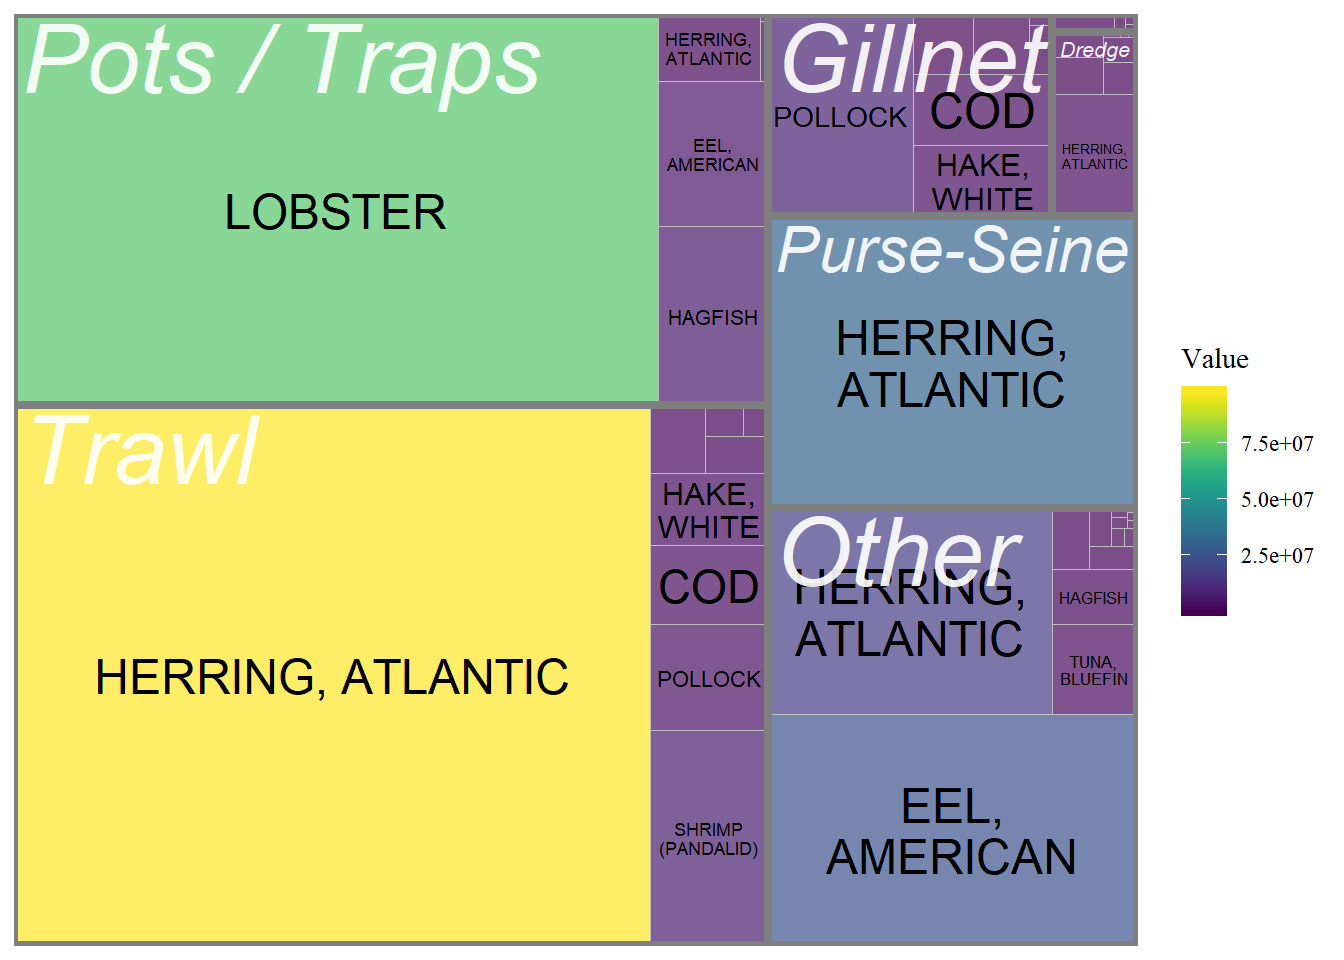 Pots / Traps
LOBSTER
HERRING,
ATLANTIC
EEL,
AMERICAN
HAGFISH
Trawl
HERRING, ATLANTIC
HAKE,
WHITE
COD
POLLOCK
SHRIMP
(PANDALID)
Gillnet
POLLOCK
COD
HAKE,
WHITE
Dredge
HERRING,
ATLANTIC
Purse-Seine
HERRING,
ATLANTIC
Other
HERRING,
ATLANTIC
HAGFISH
TUNA,
BLUEFIN
EEL,
AMERICAN
Value
7.5e+07
5.0e+07
2.5e+07